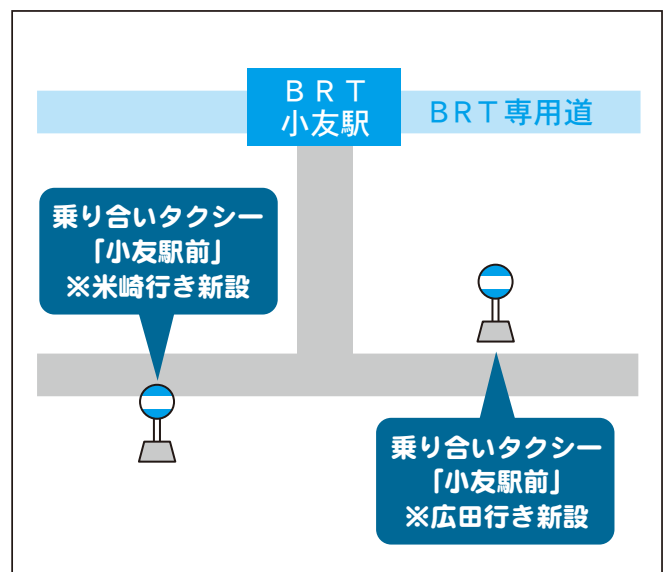 ＢＲＴ
小友駅
ＢＲＴ専用道
乗り合いタクシー
「小友駅前」
※米崎行き新設
乗り合いタクシー
「小友駅前」
※広田行き新設